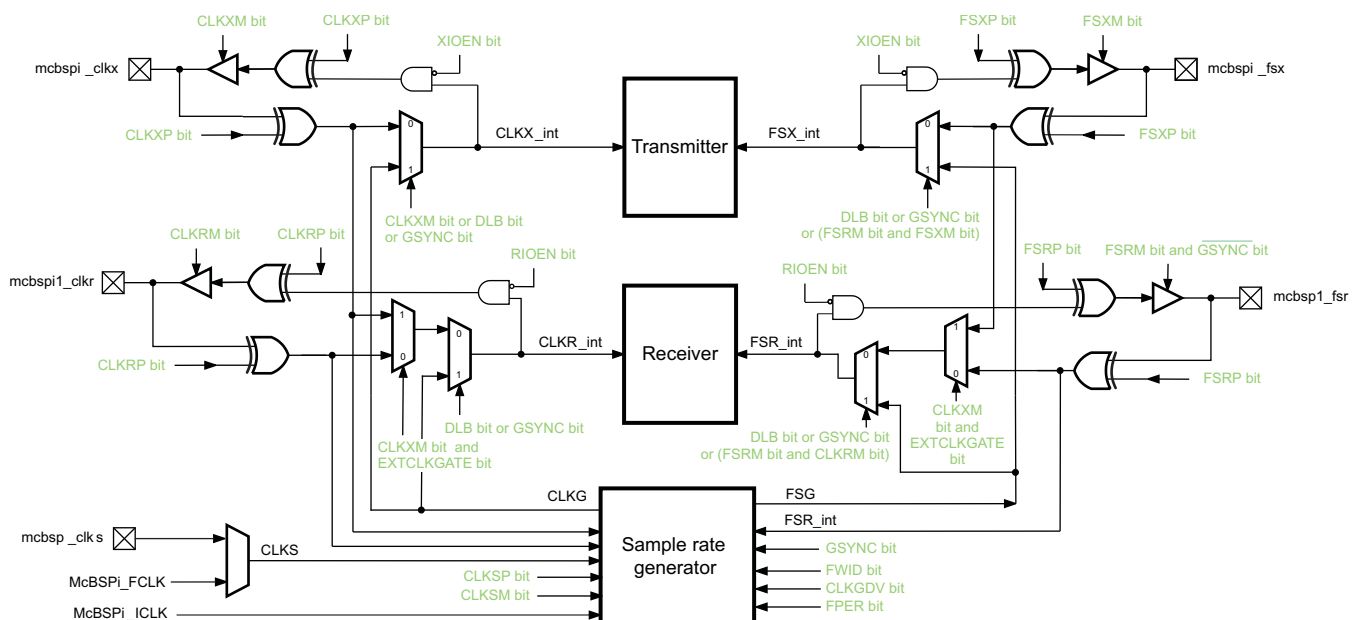 CLKXM bit
CLKXP bit
XIOEN bit
XIOEN bit
FSXP bit
FSXM bit
mcbspi _clkx
mcbspi _fsx
CLKXP bit
0
1
CLKX_int
Transmitter
FSX_int
0
1
FSXP bit
CLKXM bit or DLB bit
or GSYNC bit
DLB bit or GSYNC bit
or (FSRM bit and FSXM bit)
CLKRM bit
CLKRP bit
RIOEN bit
RIOEN bit
FSRP bit
FSRM bit and GSYNC bit
mcbspi1_clkr
mcbsp1_fsr
CLKRP bit
1
0
0
1
CLKR_int
Receiver
FSR_int
0
1
1
0
FSRP bit
CLKXM bit and
EXTCLKGATE bit
DLB bit or GSYNC bit
DLB bit or GSYNC bit
or (FSRM bit and CLKRM bit)
CLKXM
bit and
EXTCLKGATE
bit
CLKG
FSG
FSR_int
mcbsp _clk s
CLKS
McBSPi_FCLK
McBSPi _ICLK
CLKSP bit
CLKSM bit
Sample rate
generator
GSYNC bit
FWID bit
CLKGDV bit
FPER bit